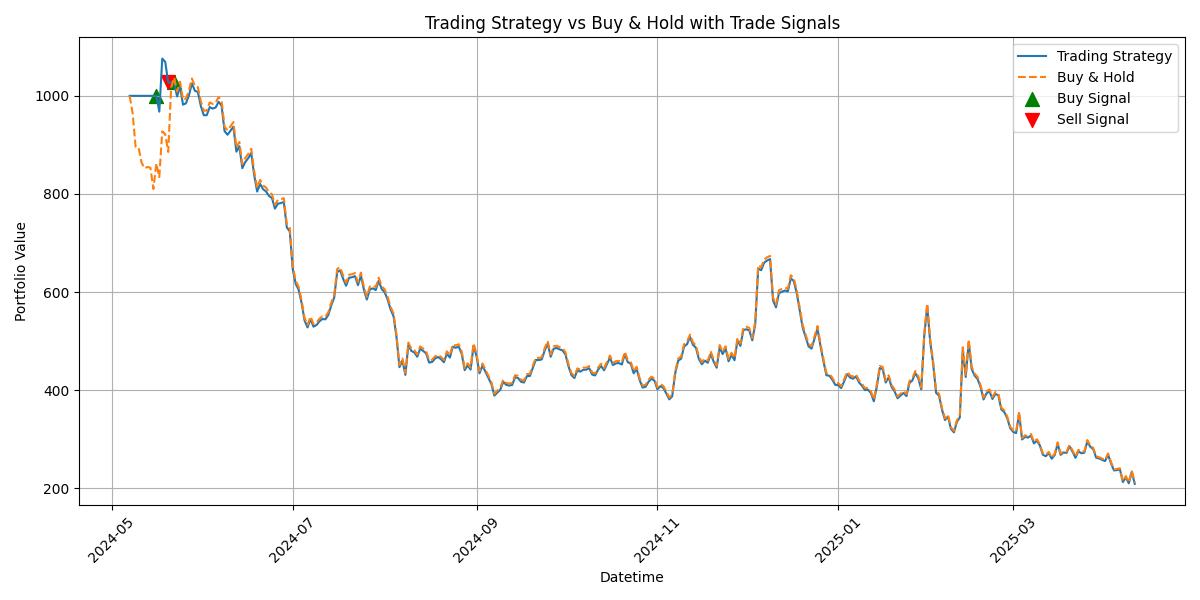 Trading Strategy vs Buy & Hold with Trade Signals
Trading Strategy
Buy & Hold
Buy Signal
Sell Signal
Portfolio Value
1000
800
600
400
200
2024-05
2024-07
2024-09
2024-11
2025-01
2025-03
Datetime